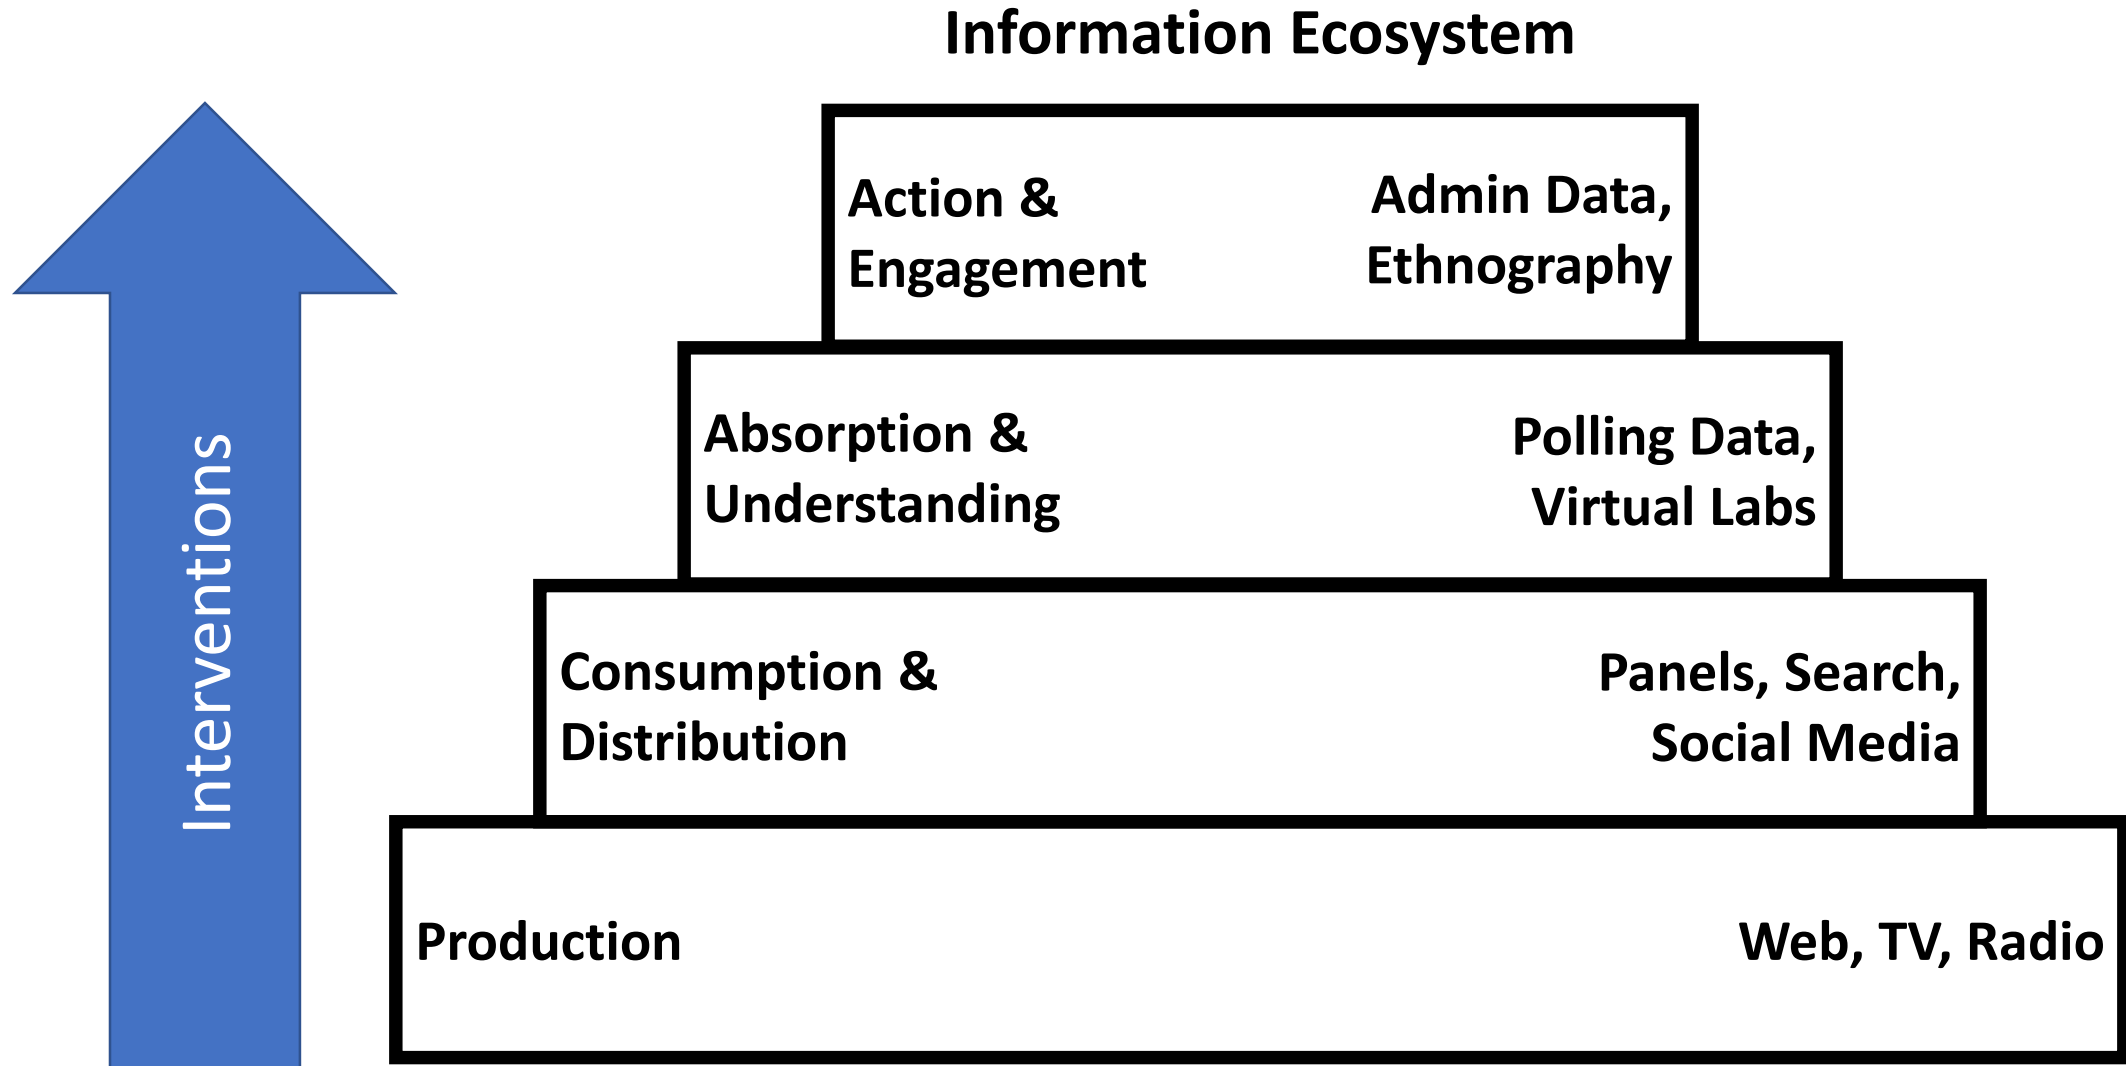 Information Ecosystem
Interventions
Action &
Engagement
Admin Data,
Ethnography
Absorption &
Understanding
Polling Data,
Virtual Labs
Consumption &
Distribution
Panels, Search,
Social Media
Production
Web, TV, Radio